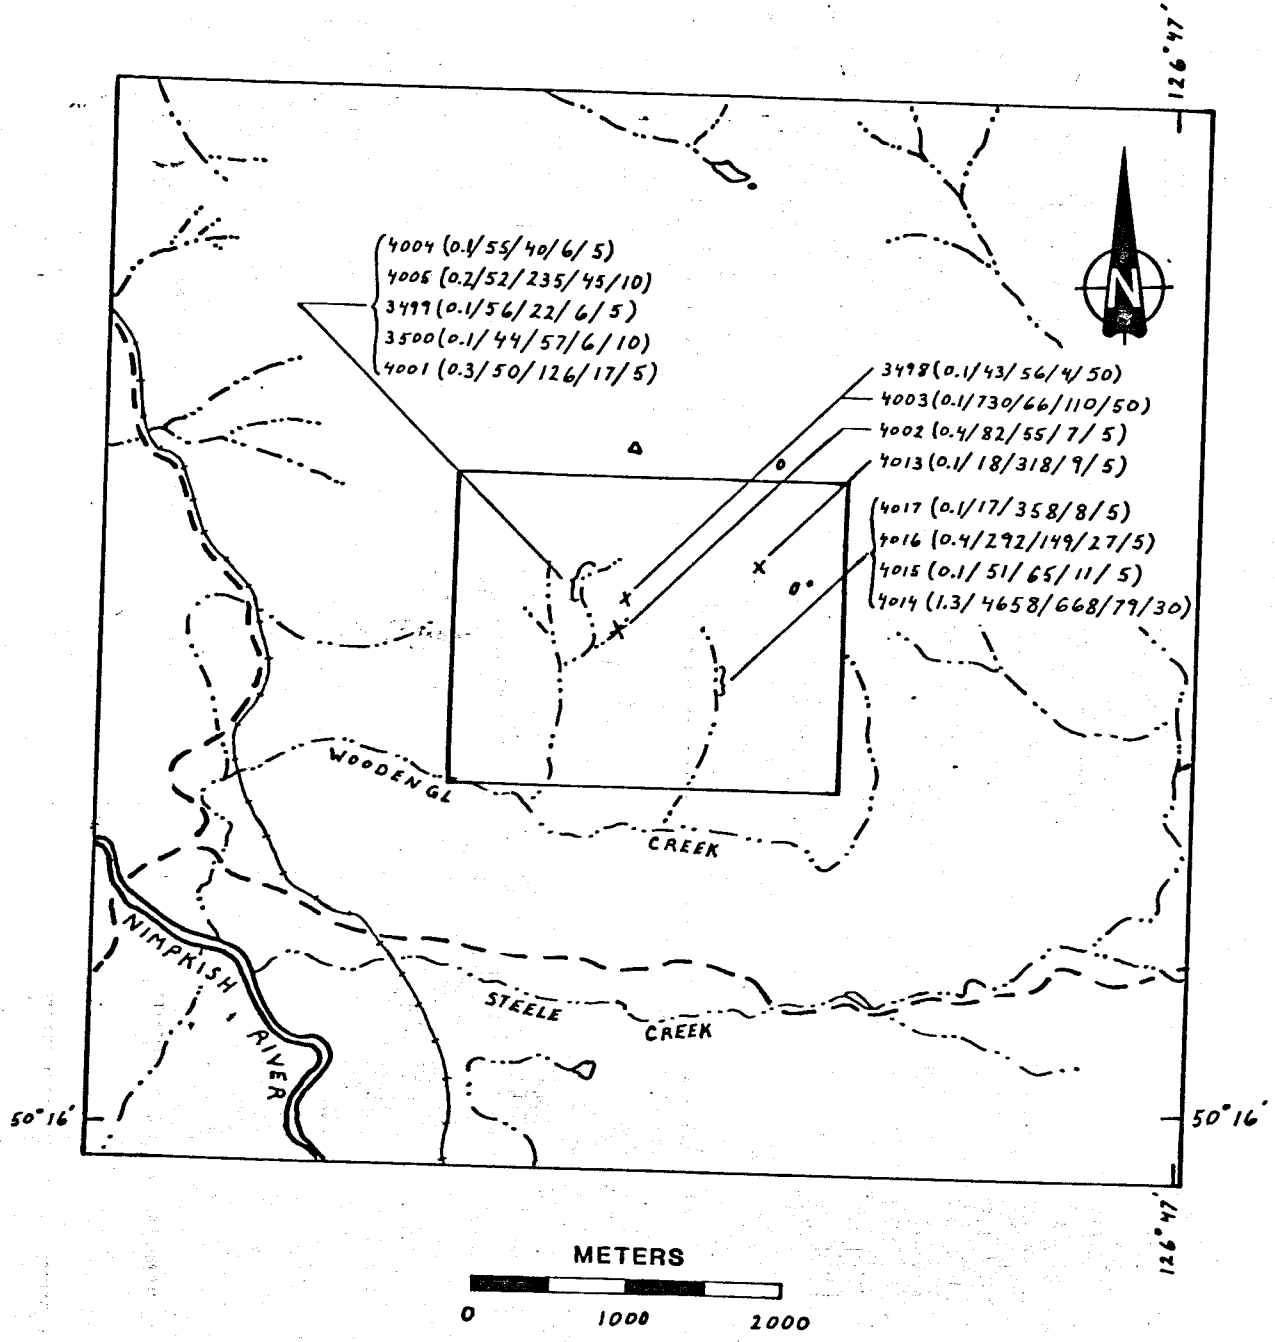 126°47'
N
4004 (0.1/55/40/6/5)
4005 (0.2/52/235/45/10)
3499 (0.1/56/22/6/5)
3500 (0.1/44/57/6/10)
4001 (0.3/50/126/17/5)
3498 (0.1/43/56/4/50)
4003 (0.1/730/66/110/50)
4002 (0.4/82/55/7/5)
4013 (0.1/18/318/9/5)
4017 (0.1/17/358/8/5)
4016 (0.4/292/149/27/5)
4015 (0.1/51/65/11/5)
4014 (1.3/4658/668/79/30)
WOODENGL CREEK
NIMPKISH RIVER
STEELE CREEK
50°16'
50°16'
126°47'
METERS
0 1000 2000